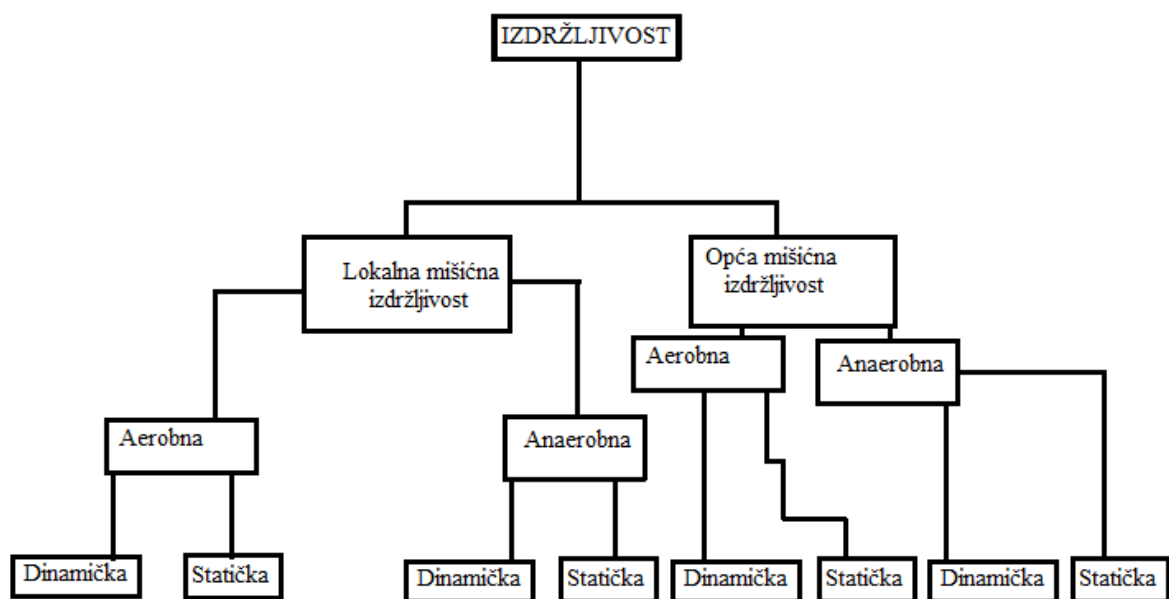 IZDRŽLJIVOST
Lokalna mišićna
izdržljivost
Opća mišićna
izdržljivost
Aerobna
Anaerobna
Aerobna
Anaerobna
Dinamička
Statička
Dinamička
Statička
Dinamička
Statička
Dinamička
Statička